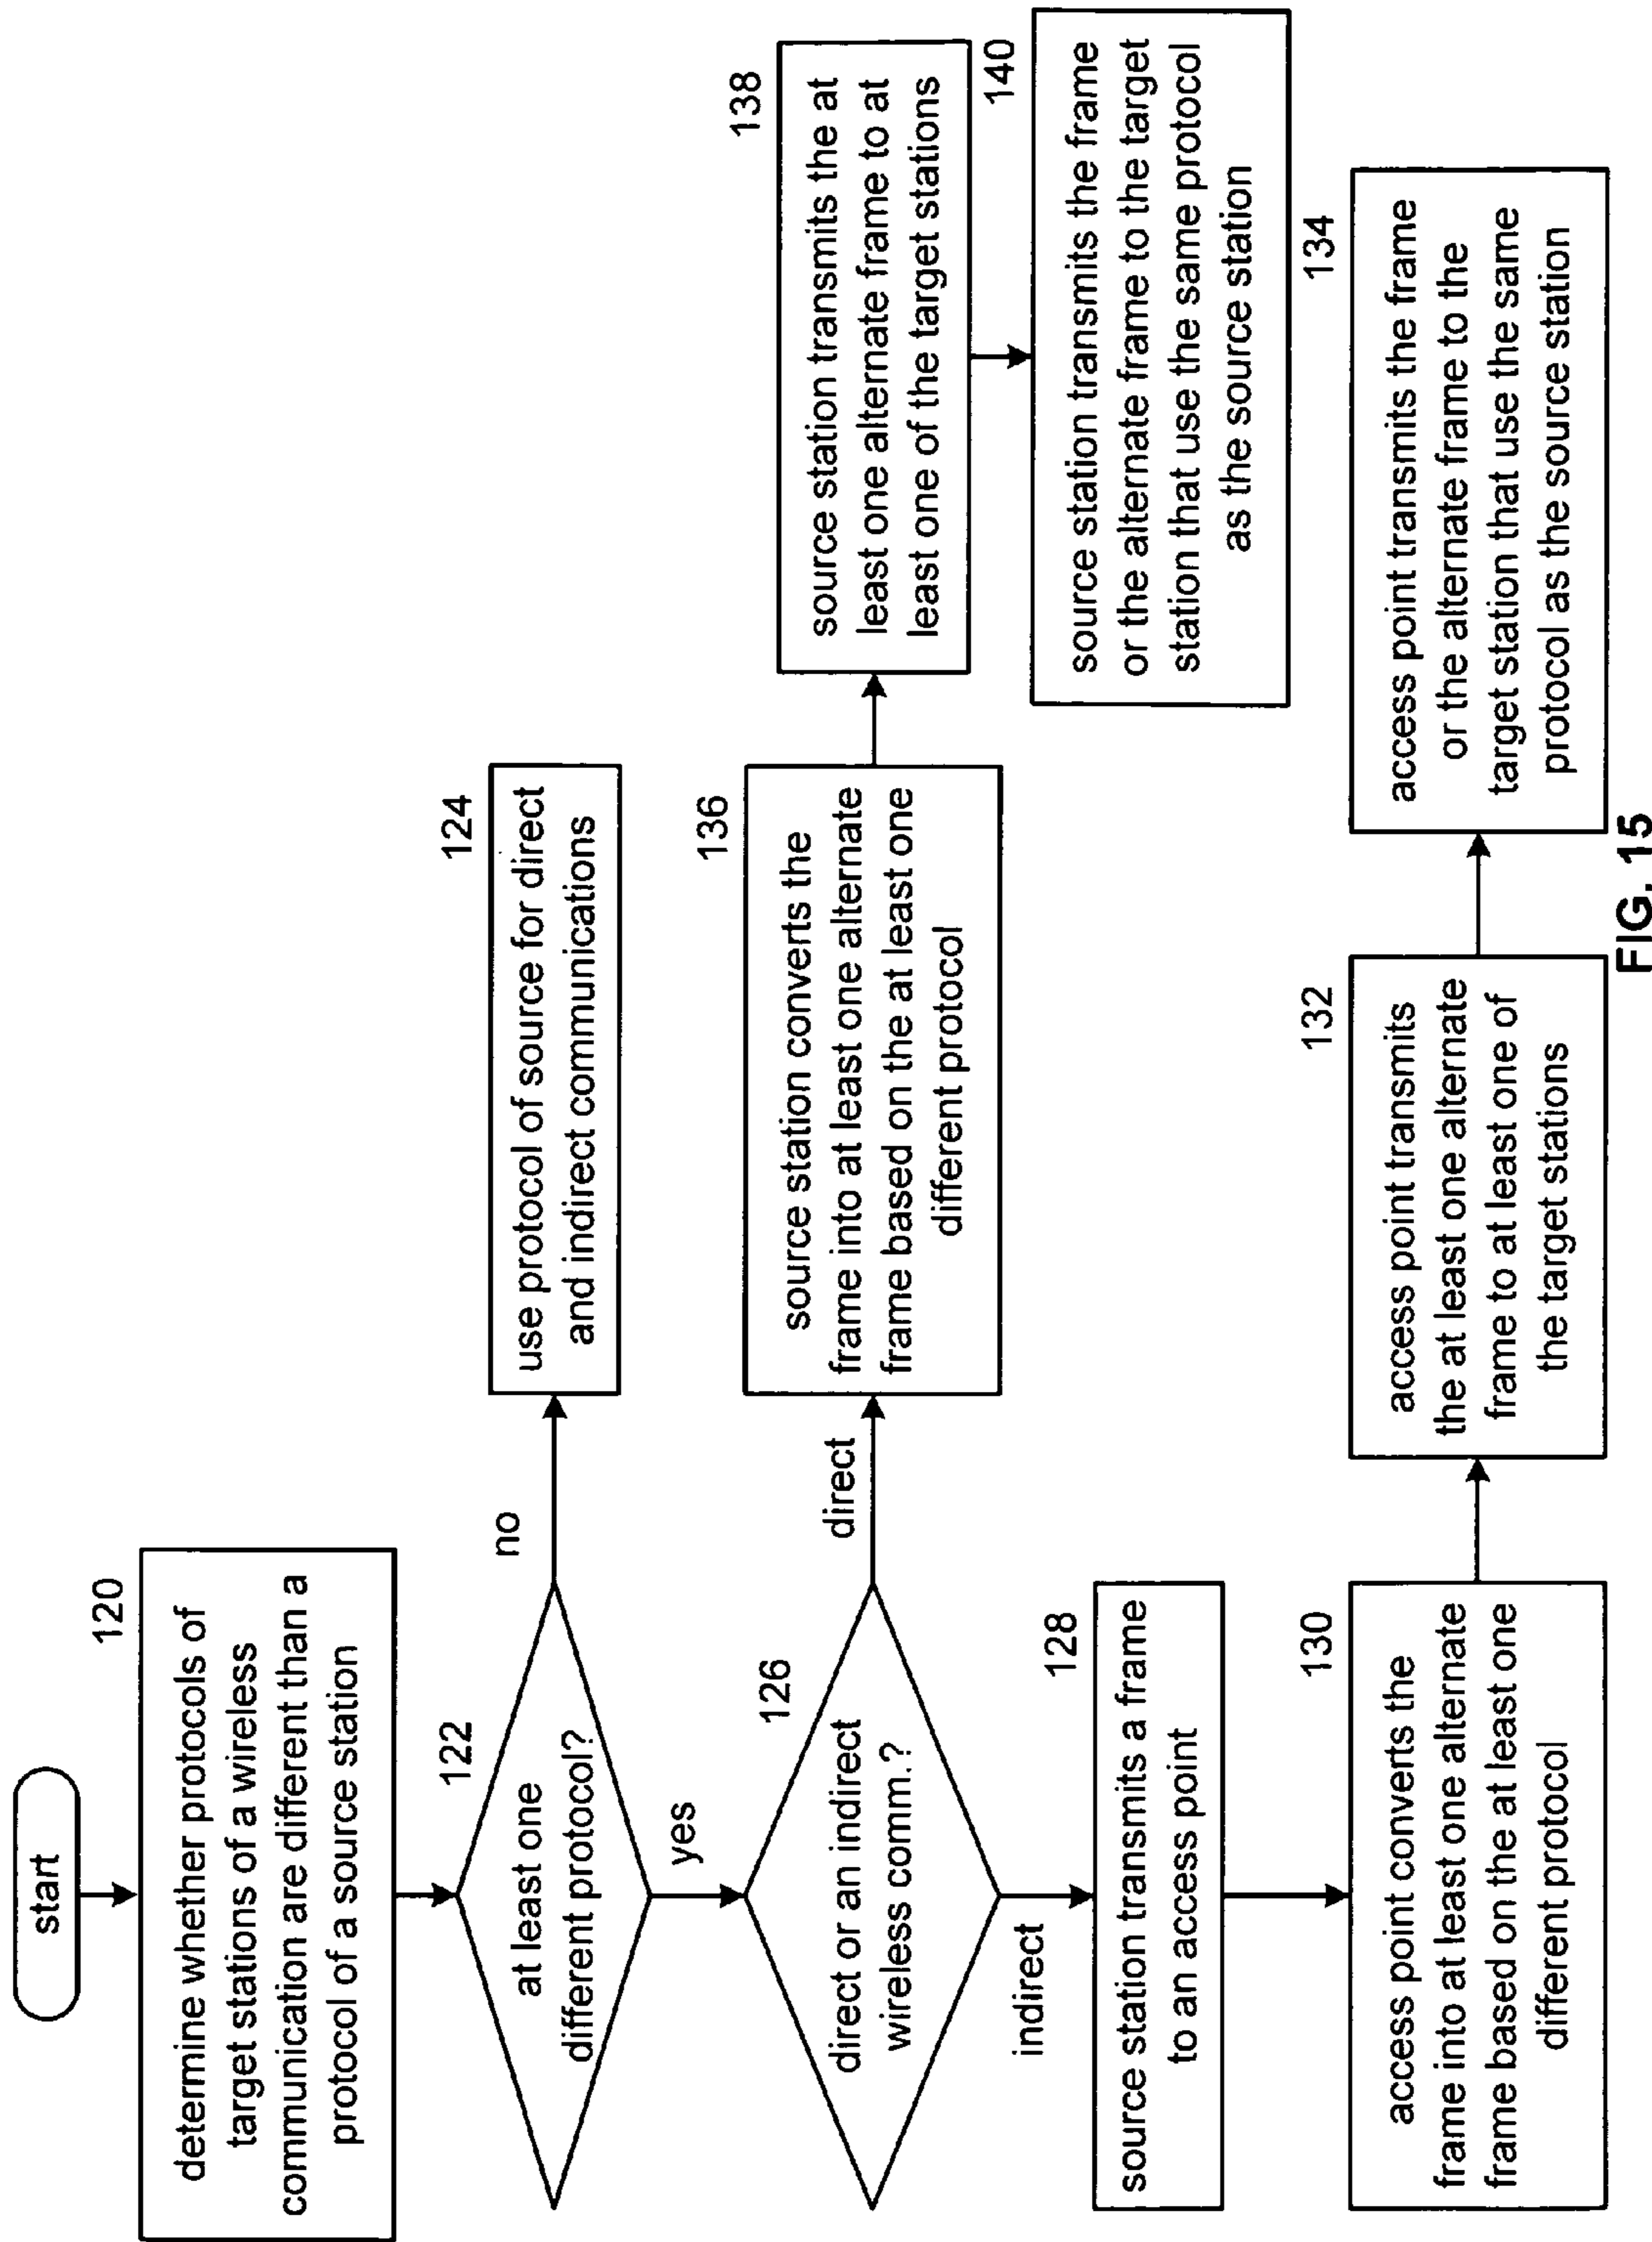 start
120
determine whether protocols of
target stations of a wireless
communication are different than a
protocol of a source station
122
at least one
different protocol?
no
124
use protocol of source for direct
and indirect communications
yes
126
direct or an indirect
wireless comm.?
direct
136
source station converts the
frame into at least one alternate
frame based on the at least one
different protocol
138
source station transmits the at
least one alternate frame to at
least one of the target stations
140
source station transmits the frame
or the alternate frame to the target
station that use the same protocol
as the source station
indirect
128
source station transmits a frame
to an access point
130
access point converts the
frame into at least one alternate
frame based on the at least one
different protocol
132
access point transmits
the at least one alternate
frame to at least one of
the target stations
134
access point transmits the frame
or the alternate frame to the
target station that use the same
protocol as the source station
FIG. 15